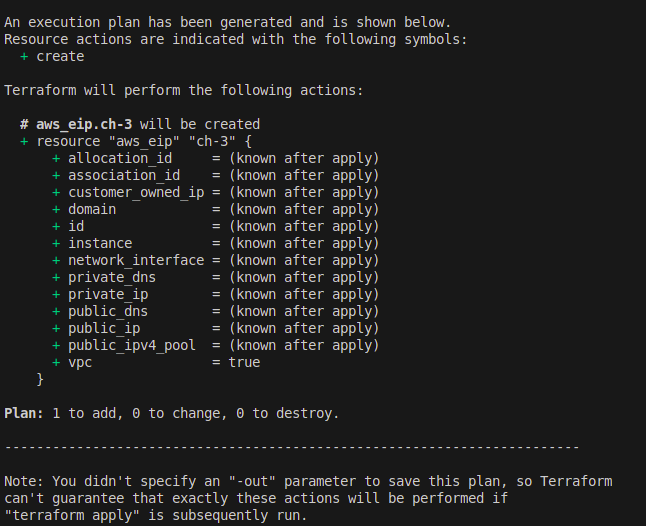 An execution plan has been generated and is shown below.
Resource actions are indicated with the following symbols:
  + create

Terraform will perform the following actions:

  # aws_eip.ch-3 will be created
  + resource "aws_eip" "ch-3" {
      + allocation_id     = (known after apply)
      + association_id    = (known after apply)
      + customer_owned_ip = (known after apply)
      + domain            = (known after apply)
      + id                = (known after apply)
      + instance          = (known after apply)
      + network_interface = (known after apply)
      + private_dns       = (known after apply)
      + private_ip        = (known after apply)
      + public_dns        = (known after apply)
      + public_ip         = (known after apply)
      + public_ipv4_pool  = (known after apply)
      + vpc               = true
    }

Plan: 1 to add, 0 to change, 0 to destroy.

------------------------------------------------------------------------

Note: You didn't specify an "-out" parameter to save this plan, so Terraform
can't guarantee that exactly these actions will be performed if
"terraform apply" is subsequently run.